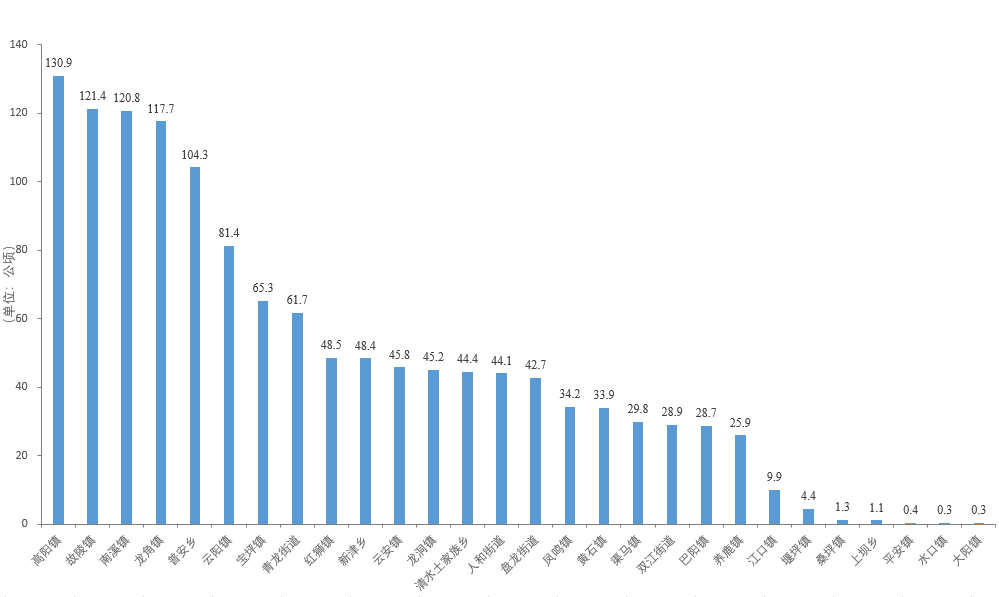 140
120
100
80
60
40
20
0
(单位：公顷)
130.9
121.4
120.8
117.7
104.3
81.4
65.3
61.7
48.5
48.4
45.8
45.2
44.4
44.1
42.7
34.2
33.9
29.8
28.9
28.7
25.9
9.9
4.4
1.3
1.1
0.4
0.3
0.3
高阳镇
故陵镇
南溪镇
龙角镇
普安乡
云阳镇
宝坪镇
青龙街道
红狮镇
新津乡
云安镇
龙洞镇
清水土家族乡
人和街道
盘龙街道
凤鸣镇
黄石镇
渠马镇
双江街道
巴阳镇
养鹿镇
江口镇
堰坪镇
桑坪镇
上坝乡
平安镇
水口镇
大阳镇